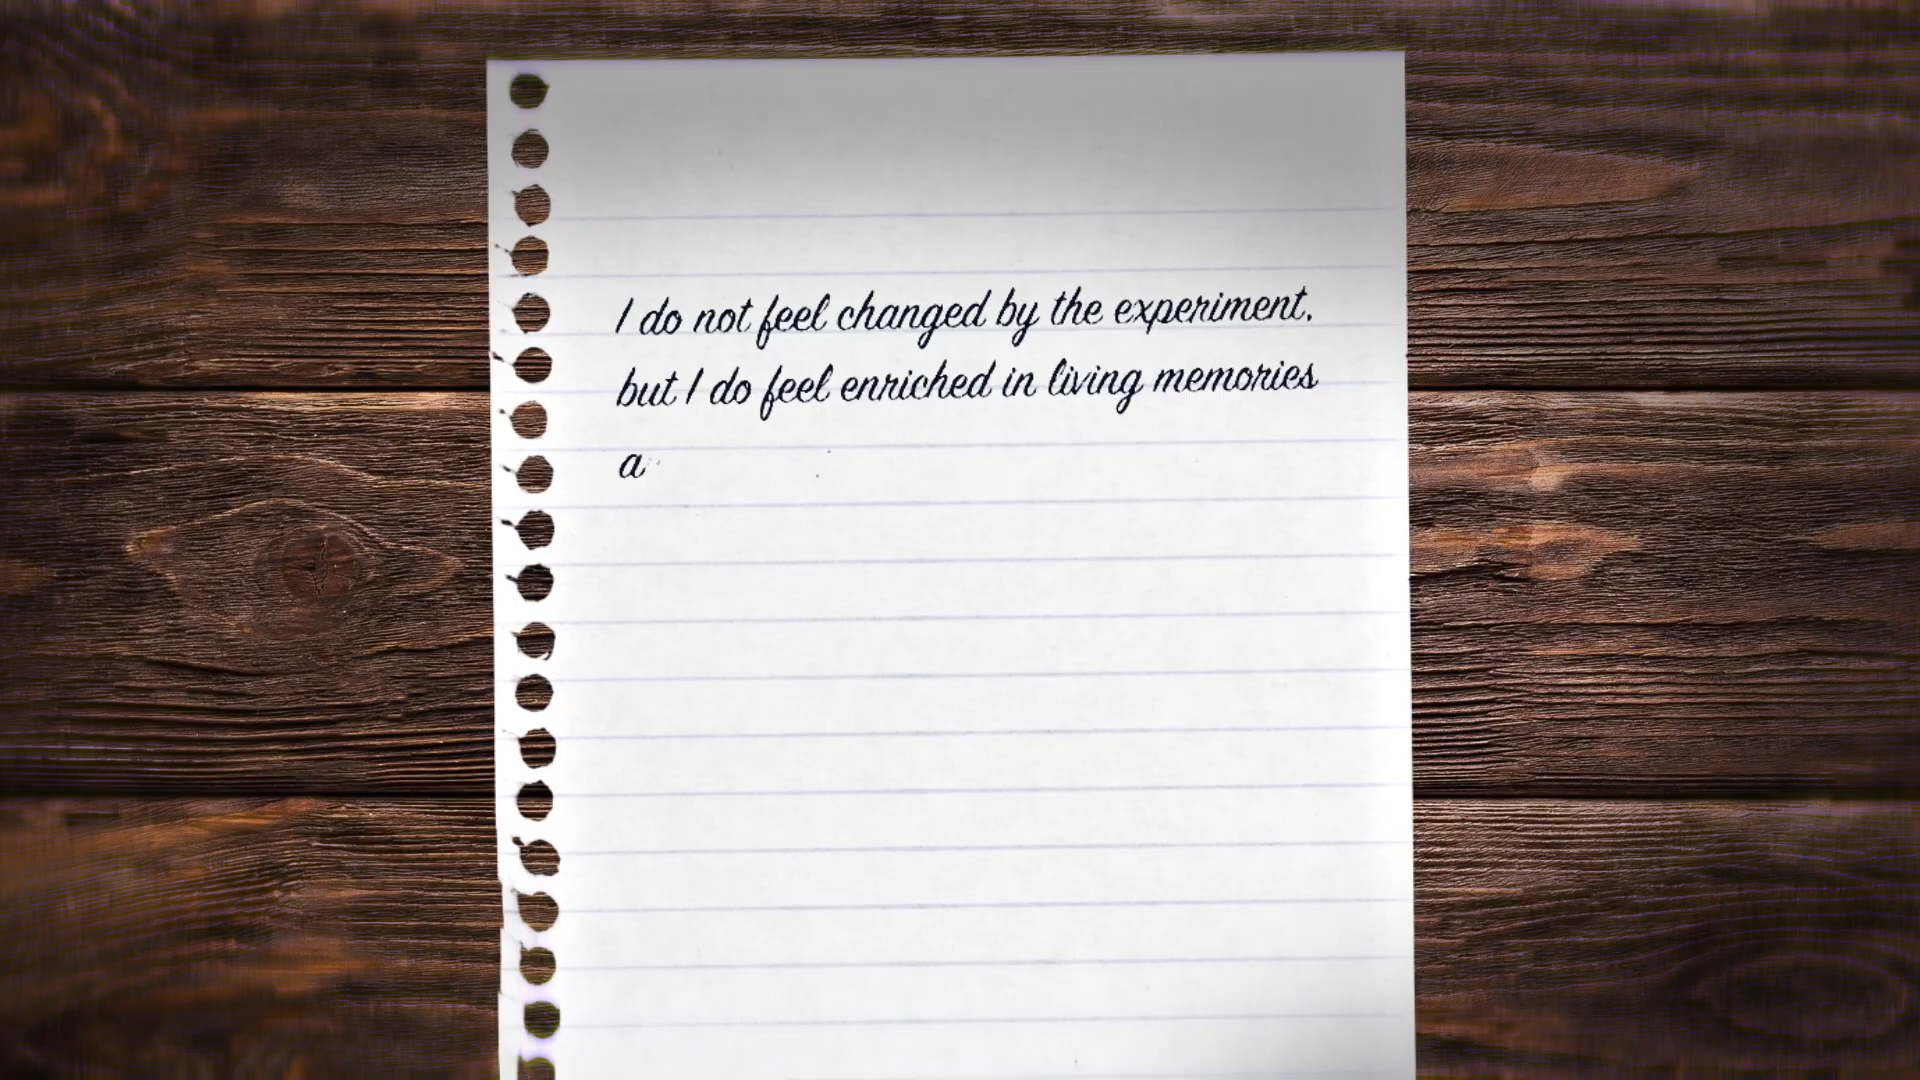 I do not feel changed by the experiment.
but I do feel enriched in living memories
a